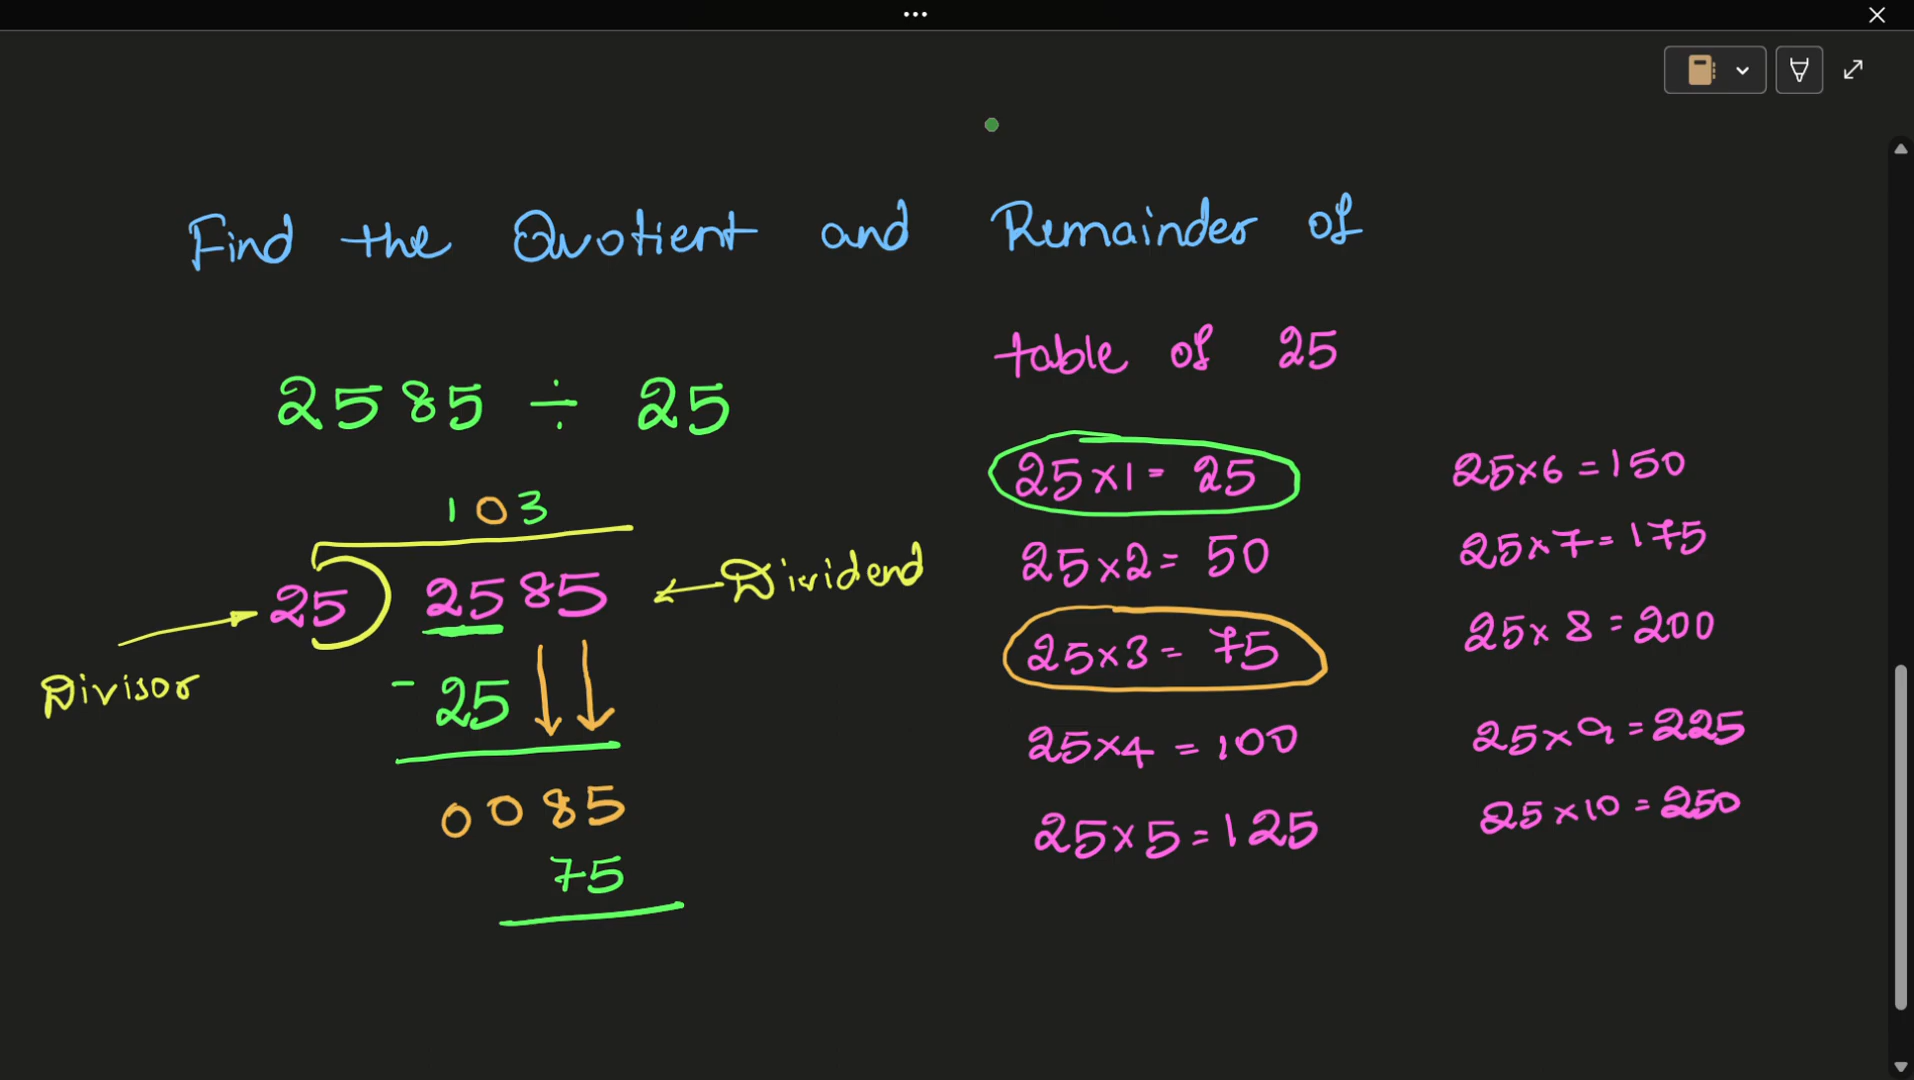 Find the Quotient and Remainder of
2585 ÷ 25
103
25 2585 ← Dividend
Divisor
- 25
0085
75
table of 25
25×1= 25
25×2= 50
25×3= 75
25×4 = 100
25×5=125
25×6 =150
25×7=175
25×8=200
25×9=225
25×10=250